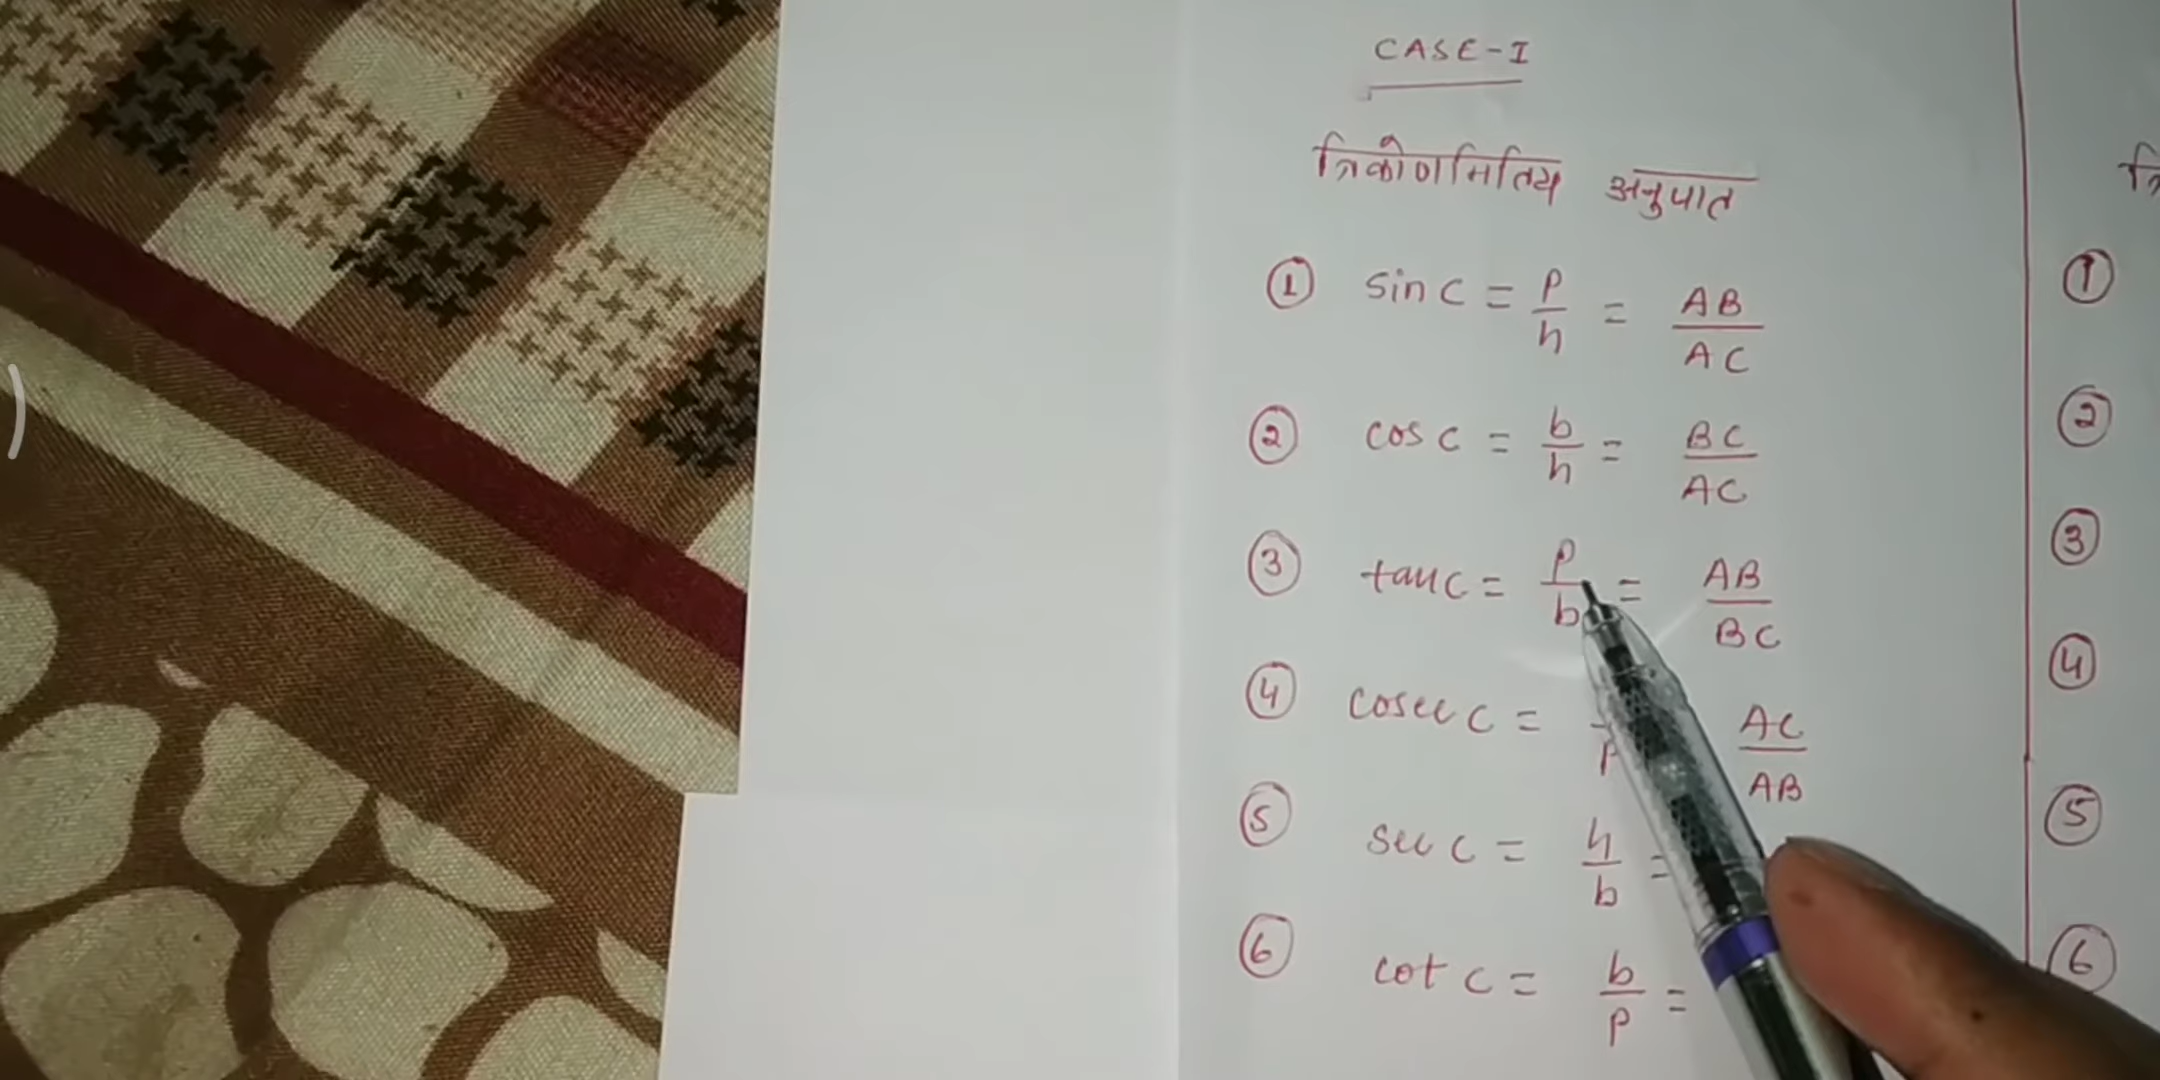 CASE-I
त्रिकोणमितिय अनुपात
① sin C = P/h = AB/AC
② cos C = b/h = BC/AC
③ tan C = P/b = AB/BC
④ cosec C = /P AC/AB
⑤ sec C = h/b =
⑥ cot C = b/P =
त्रि
①
②
③
④
⑤
⑥